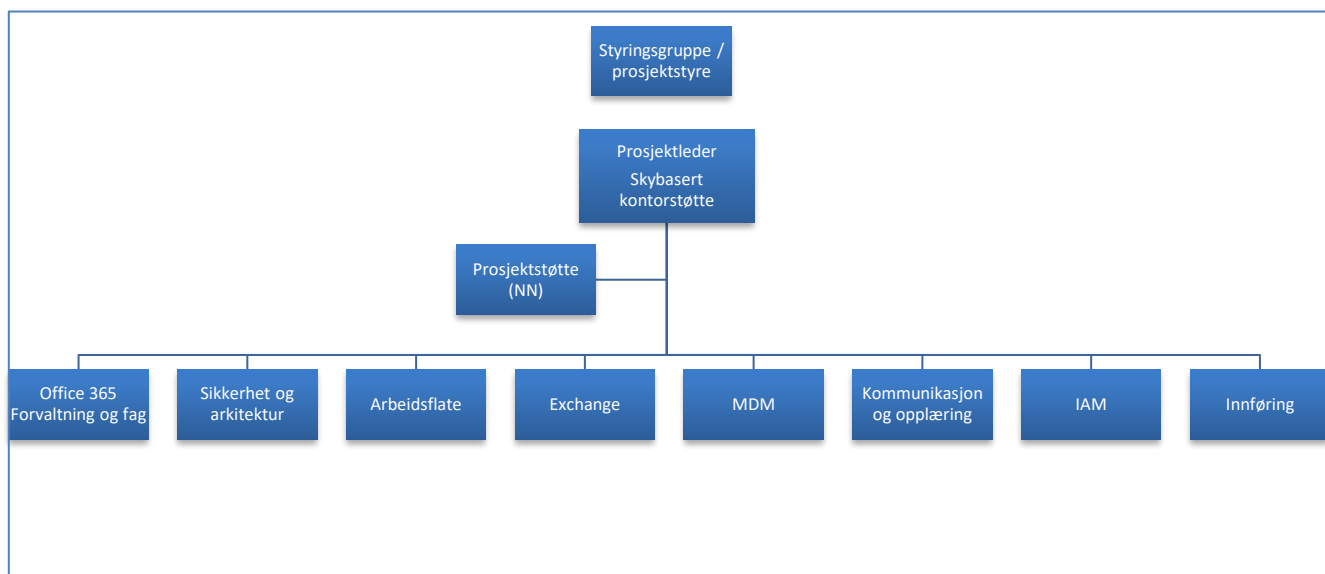 Styringsgruppe /
prosjektstyre
Prosjektleder
Skybasert
kontorstøtte
Prosjektstøtte
(NN)
Office 365
Forvaltning og fag
Sikkerhet og
arkitektur
Arbeidsflate
Exchange
MDM
Kommunikasjon
og opplæring
IAM
Innføring